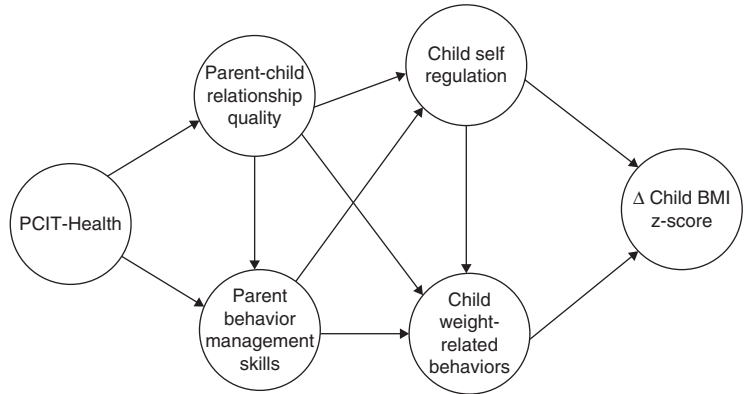 PCIT-Health
Parent-child
relationship
quality
Parent
behavior
management
skills
Child self
regulation
Child
weight-
related
behaviors
Δ Child BMI
z-score